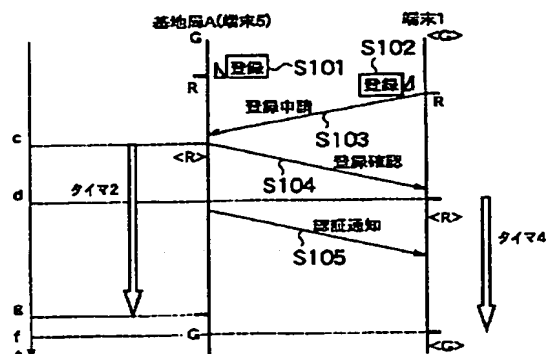 基地局A(端末5)
端末1
G
<G>
S102
登録
S101
登録
R
R
登録申請
S103
c
<R>
登録確認
S104
d
タイマ2
<R>
認証通知
タイマ4
S105
g
f
G
<G>
t